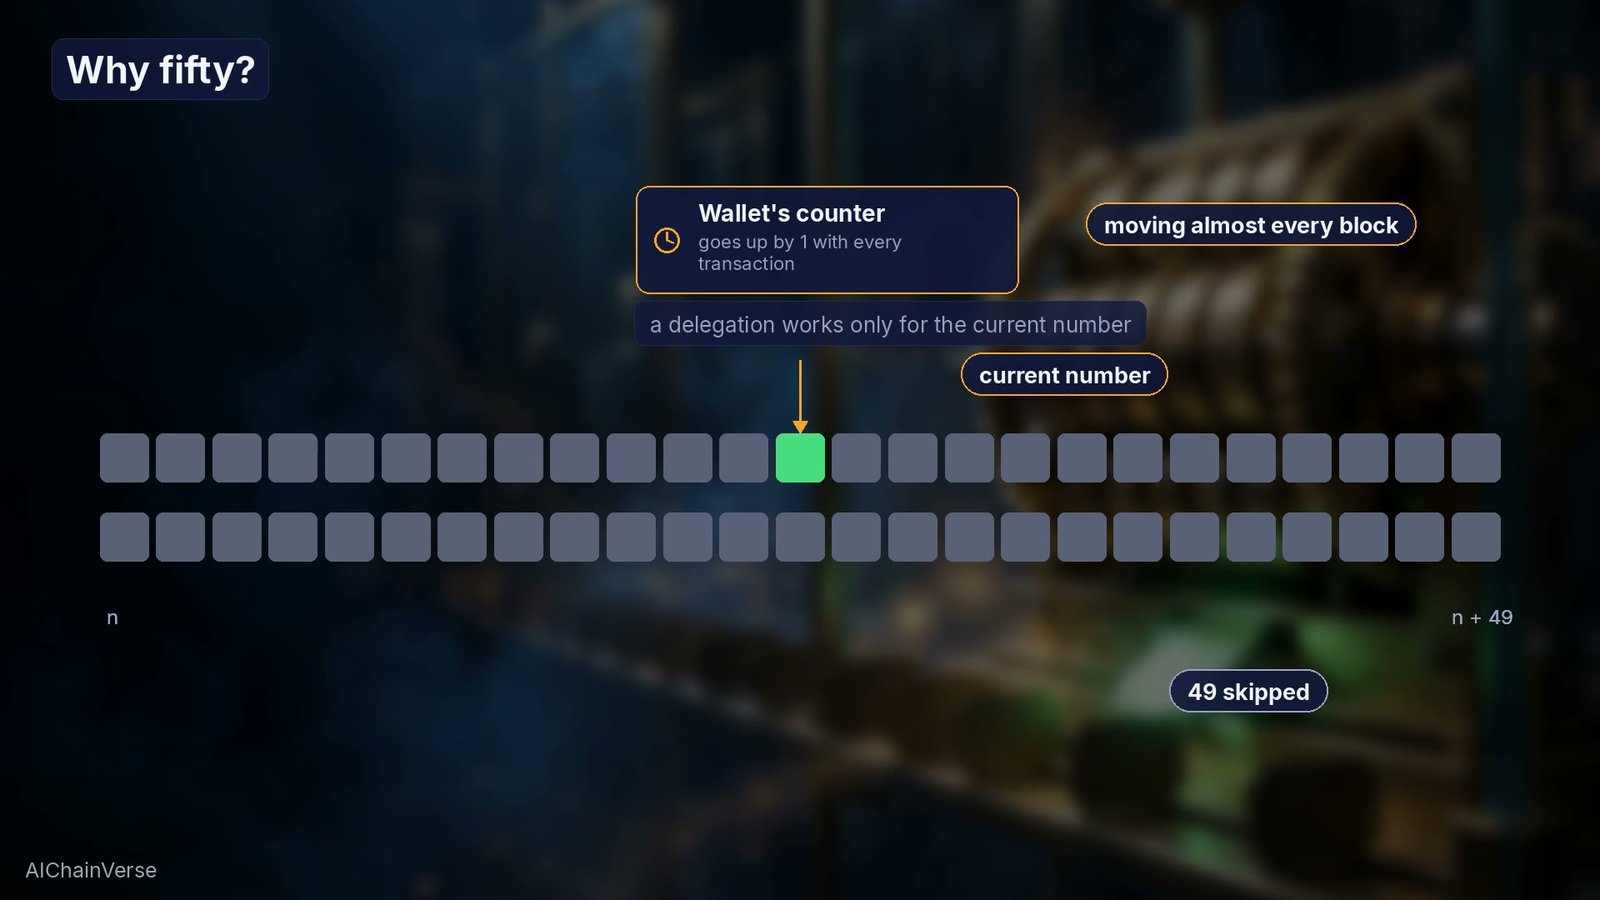 Why fifty?
Wallet's counter
goes up by 1 with every
transaction
moving almost every block
a delegation works only for the current number
current number
n
n + 49
49 skipped
AIChainVerse